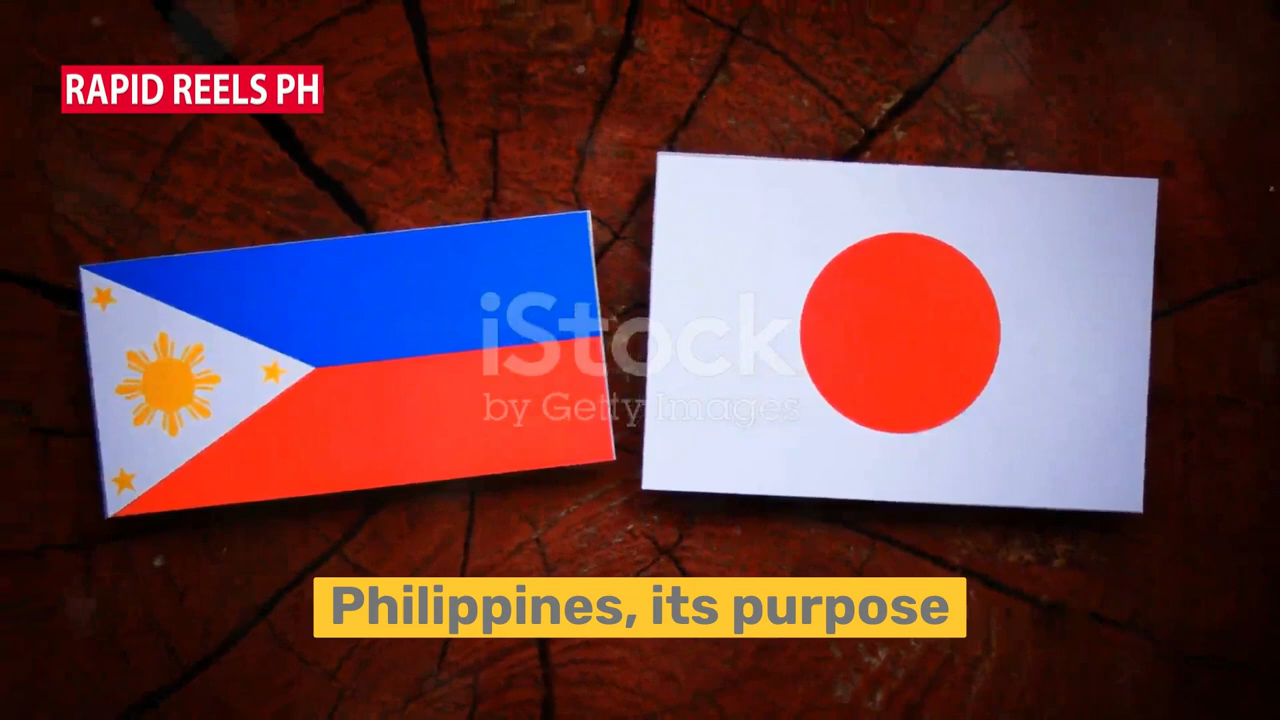 RAPID REELS PH
iStock
by Getty Images
Philippines, its purpose